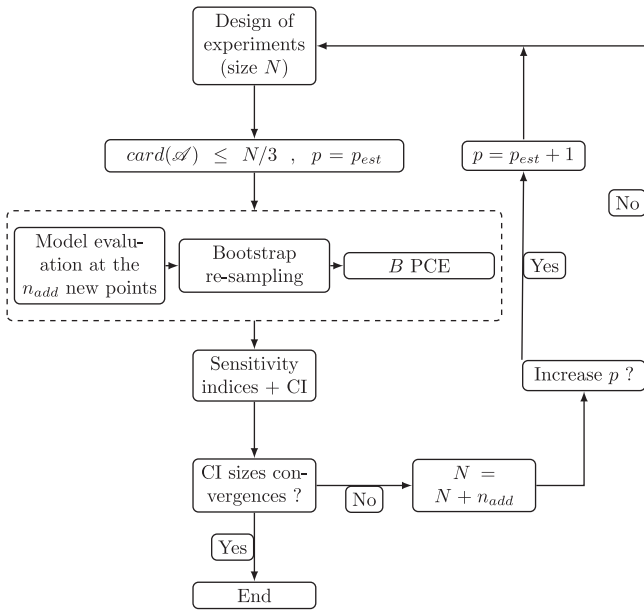 Design of
experiments
(size N)
card(𝒜) ≤ N/3 , p = p_est
p = p_est + 1
No
Model evalu-
ation at the
n_add new points
Bootstrap
re-sampling
B PCE
Yes
Sensitivity
indices + CI
Increase p ?
CI sizes con-
vergences ?
No
N =
N + n_add
Yes
End